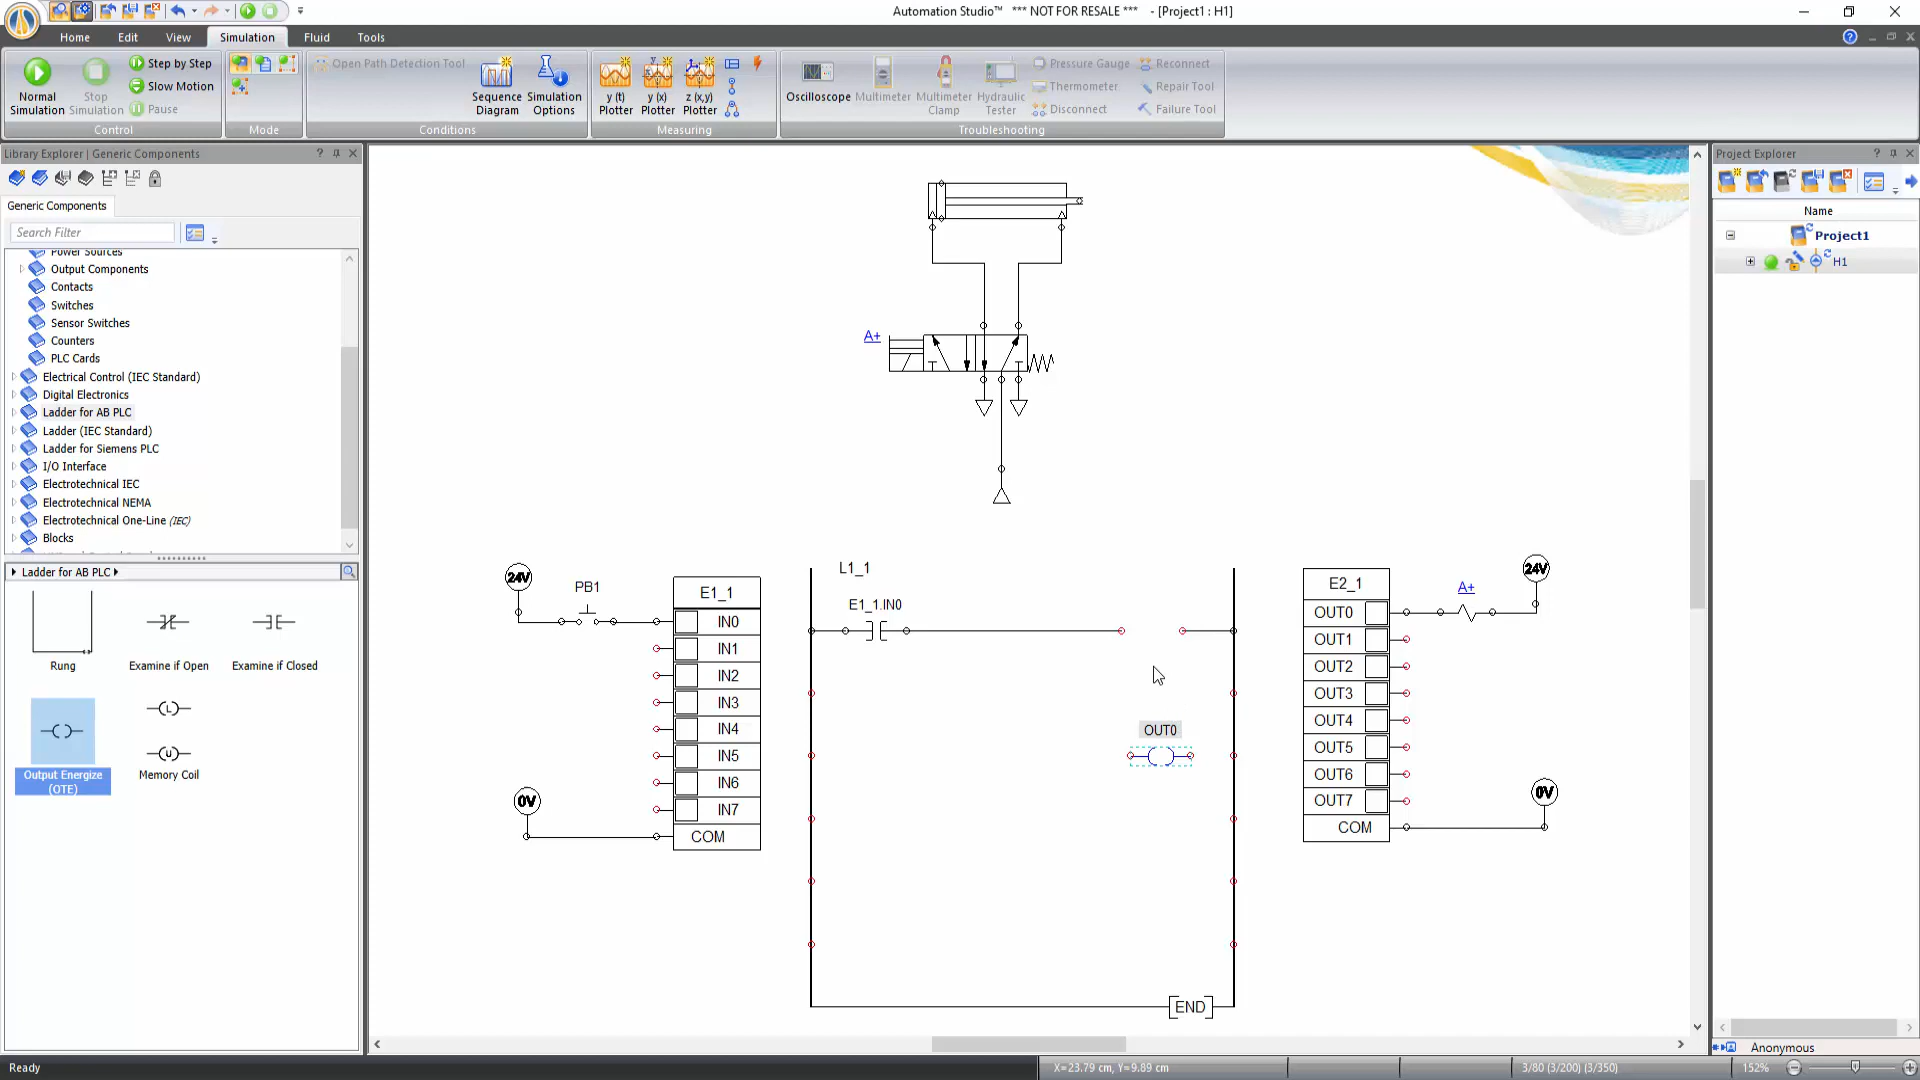 Automation Studio™ *** NOT FOR RESALE *** - [Project1 : H1]
Home Edit View Simulation Fluid Tools
Normal Simulation
Stop Simulation
Step by Step
Slow Motion
Pause
Control
Mode
Open Path Detection Tool
Sequence Diagram
Simulation Options
Conditions
y (t) Plotter
y (x) Plotter
z (x,y) Plotter
Measuring
Oscilloscope
Multimeter
Multimeter Clamp
Hydraulic Tester
Pressure Gauge
Thermometer
Disconnect
Reconnect
Repair Tool
Failure Tool
Troubleshooting
Library Explorer | Generic Components
Generic Components
Search Filter
Power Sources
Output Components
Contacts
Switches
Sensor Switches
Counters
PLC Cards
Electrical Control (IEC Standard)
Digital Electronics
Ladder for AB PLC
Ladder (IEC Standard)
Ladder for Siemens PLC
I/O Interface
Electrotechnical IEC
Electrotechnical NEMA
Electrotechnical One-Line (IEC)
Blocks
Ladder for AB PLC
Rung
Examine if Open
Examine if Closed
L
U
Output Energize (OTE)
Memory Coil
A+
24V
PB1
E1_1
IN0
IN1
IN2
IN3
IN4
IN5
IN6
IN7
COM
0V
L1_1
E1_1.IN0
OUT0
END
E2_1
OUT0
OUT1
OUT2
OUT3
OUT4
OUT5
OUT6
OUT7
COM
A+
24V
0V
Project Explorer
Name
Project1
H1
Anonymous
Ready
X=23.79 cm, Y=9.89 cm
3/80 (3/200) (3/350)
152%